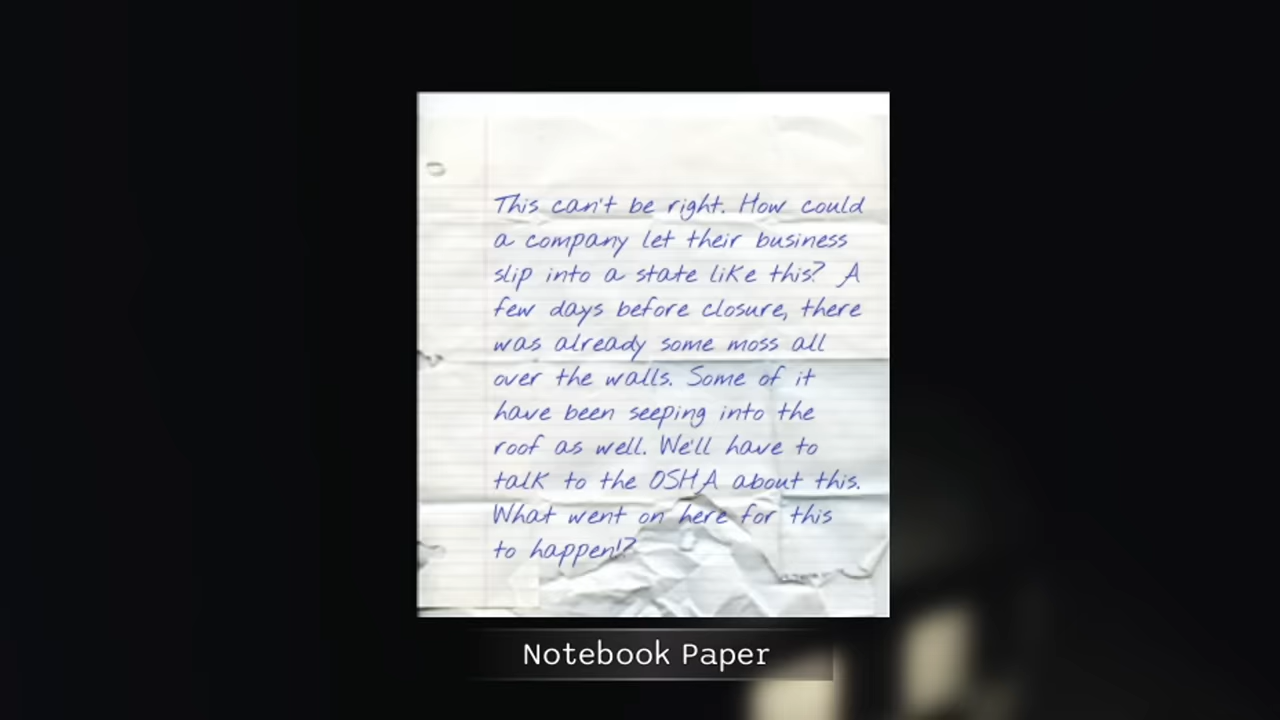 This can't be right. How could
a company let their business
slip into a state like this? A
few days before closure, there
was already some moss all
over the walls. Some of it
have been seeping into the
roof as well. We'll have to
talk to the OSHA about this.
What went on here for this
to happen!?
Notebook Paper